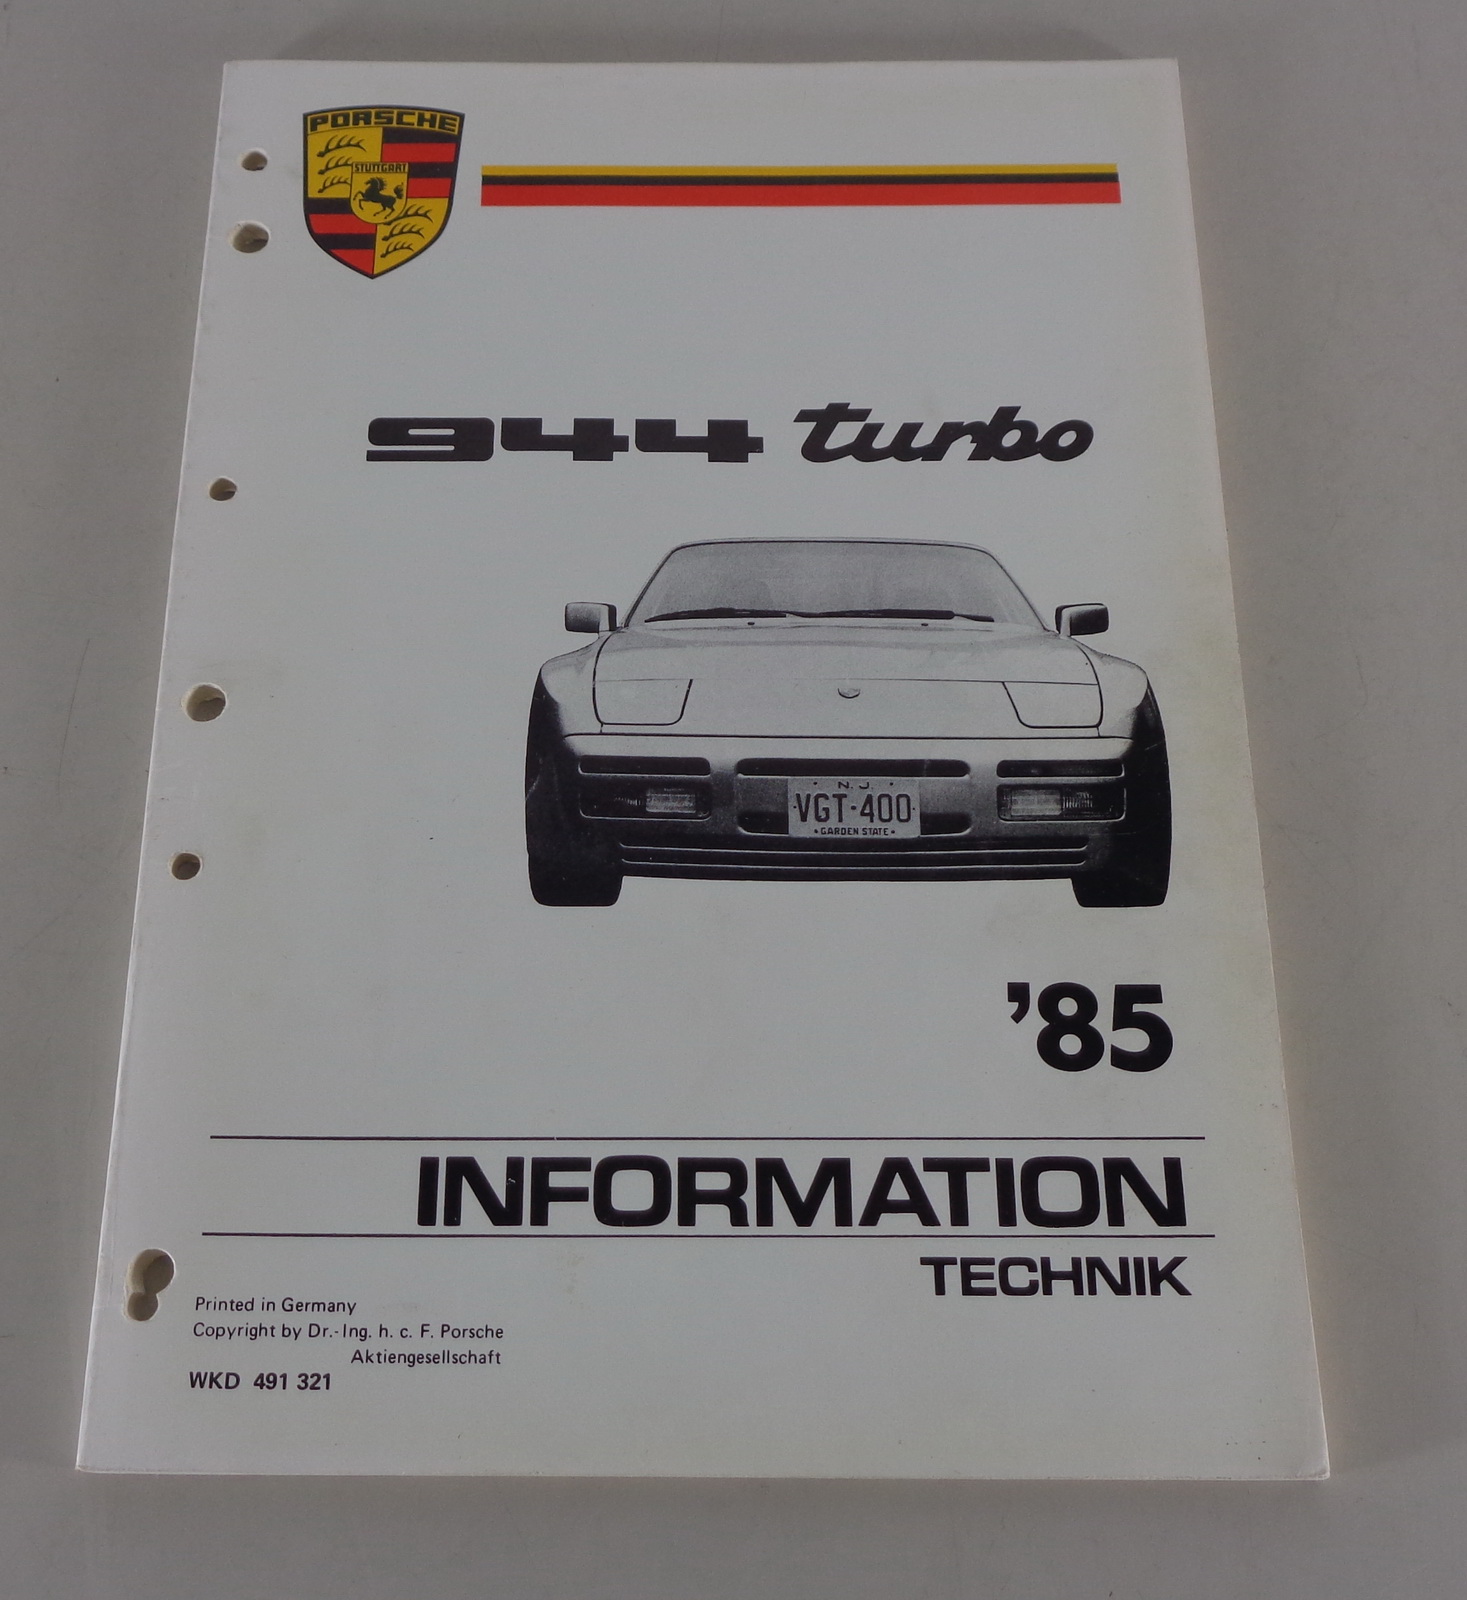 PORSCHE
STUTTGART
944 turbo
N.J.
VGT·400
GARDEN STATE
'85
INFORMATION
TECHNIK
Printed in Germany
Copyright by Dr.-Ing. h. c. F. Porsche
Aktiengesellschaft
WKD 491 321